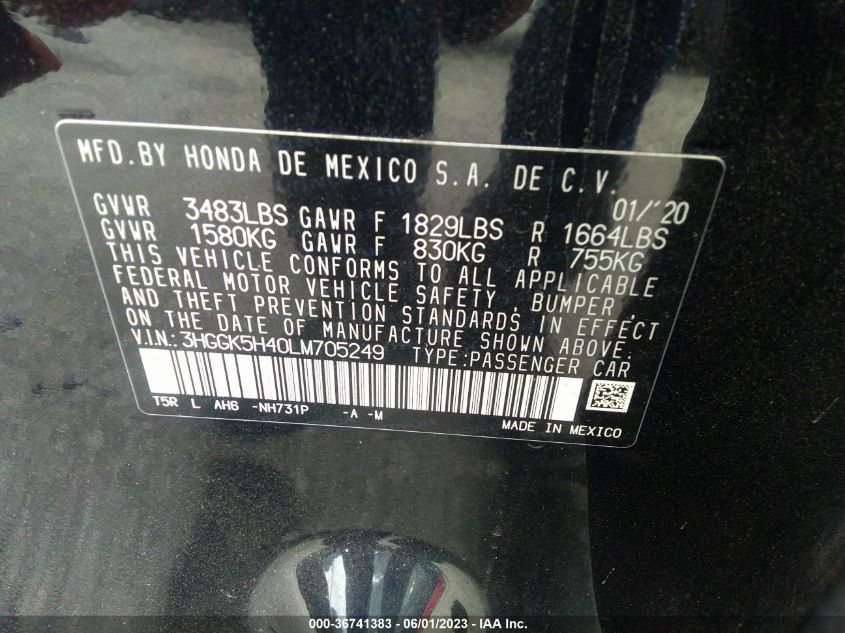 MFD.BY HONDA DE MEXICO S.A. DE C.V.
01/'20
GVWR 3483LBS GAWR F 1829LBS R 1664LBS
GVWR 1580KG GAWR F 830KG R 755KG
THIS VEHICLE CONFORMS TO ALL APPLICABLE
FEDERAL MOTOR VEHICLE SAFETY, BUMPER,
AND THEFT PREVENTION STANDARDS IN EFFECT
ON THE DATE OF MANUFACTURE SHOWN ABOVE.
V.I.N.:3HGGK5H40LM705249 TYPE:PASSENGER CAR
T5R L AH6 -NH731P -A -M
MADE IN MEXICO
000-36741383 - 06/01/2023 - IAA Inc.